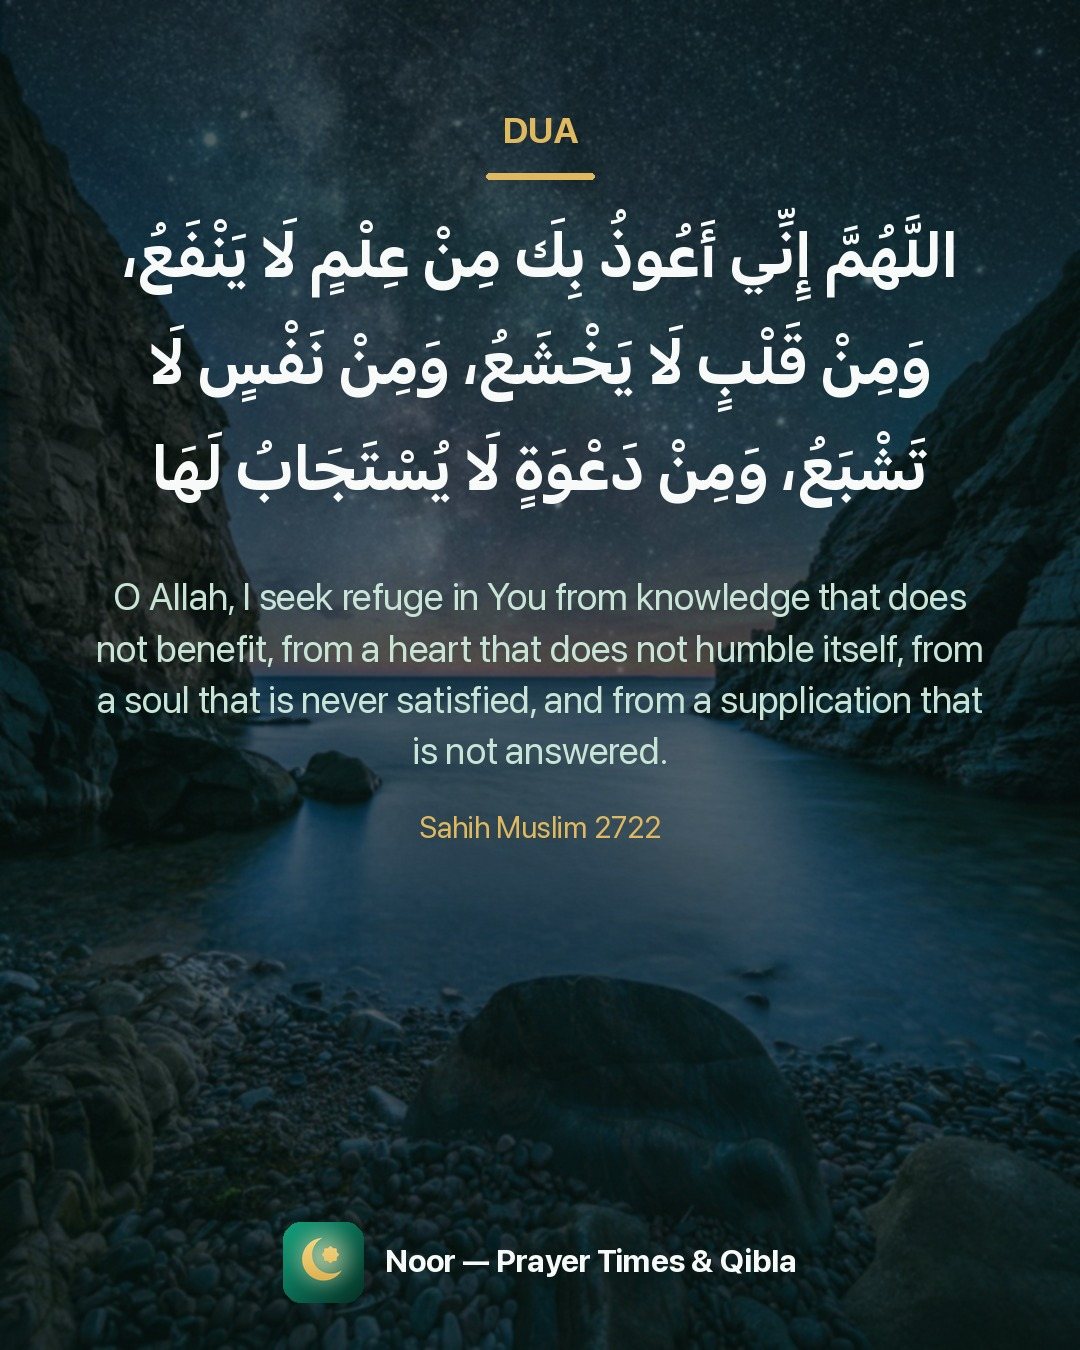 DUA
اللَّهُمَّ إِنِّي أَعُوذُ بِكَ مِنْ عِلْمٍ لَا يَنْفَعُ،
وَمِنْ قَلْبٍ لَا يَخْشَعُ، وَمِنْ نَفْسٍ لَا
تَشْبَعُ، وَمِنْ دَعْوَةٍ لَا يُسْتَجَابُ لَهَا
O Allah, I seek refuge in You from knowledge that does
not benefit, from a heart that does not humble itself, from
a soul that is never satisfied, and from a supplication that
is not answered.
Sahih Muslim 2722
Noor — Prayer Times & Qibla